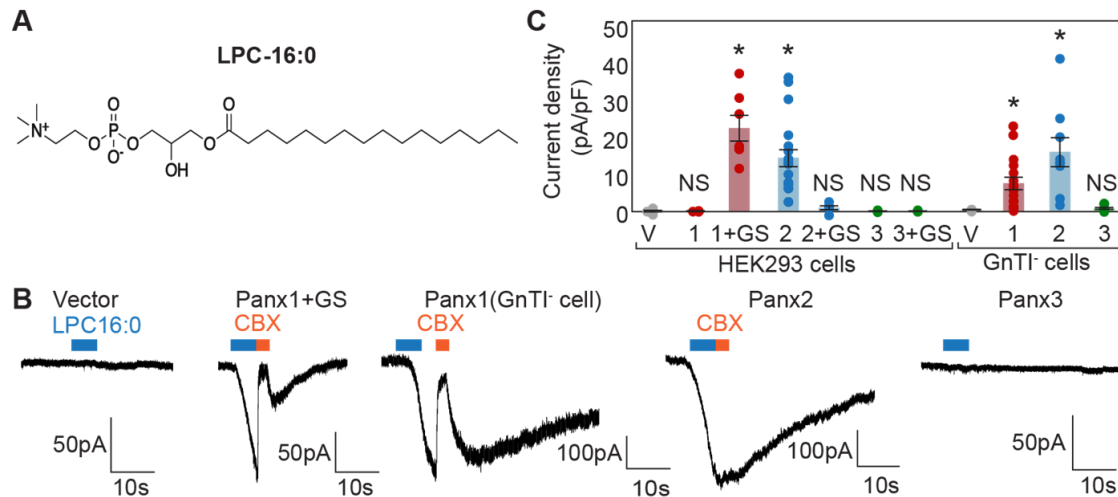 A
LPC-16:0
N+
O
P
O
O-
O
OH
O
O
C
Current density
(pA/pF)
50
40
30
20
10
0
NS
*
*
NS
NS
NS
*
*
NS
V 1 1+GS 2 2+GS 3 3+GS V 1 2 3
HEK293 cells GnTI- cells
B
Vector Panx1+GS Panx1(GnTI- cell) Panx2 Panx3
LPC16:0 CBX CBX CBX
50pA 50pA 100pA 100pA 50pA
10s 10s 10s 10s 10s